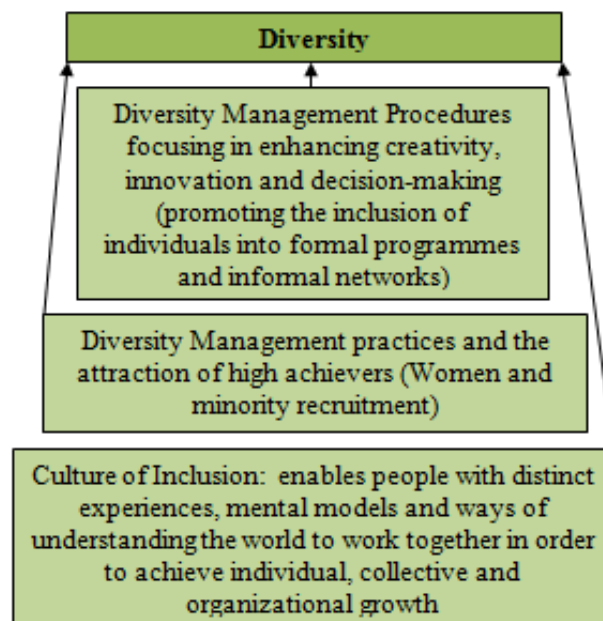 Diversity
Diversity Management Procedures
focusing in enhancing creativity,
innovation and decision-making
(promoting the inclusion of
individuals into formal programmes
and informal networks)
Diversity Management practices and the
attraction of high achievers (Women and
minority recruitment)
Culture of Inclusion:  enables people with distinct
experiences, mental models and ways of
understanding the world to work together in order
to achieve individual, collective and
organizational growth